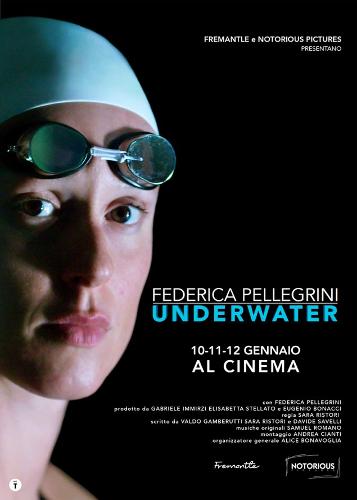 FREMANTLE e NOTORIOUS PICTURES
PRESENTANO
FEDERICA PELLEGRINI
UNDERWATER
10-11-12 GENNAIO
AL CINEMA
con FEDERICA PELLEGRINI
prodotto da GABRIELE IMMIRZI ELISABETTA STELLATO e EUGENIO BONACCI
regia SARA RISTORI
scritto da VALDO GAMBERUTTI SARA RISTORI e DAVIDE SAVELLI
musiche originali SAMUEL ROMANO
montaggio ANDREA CIANTI
organizzatore generale ALICE BONAVOGLIA
Fremantle
NOTORIOUS
T